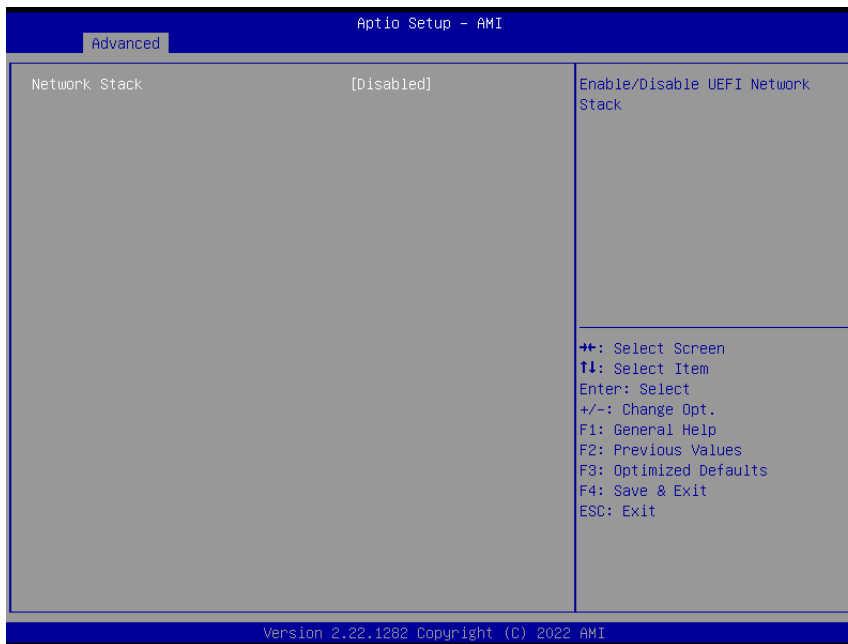 Aptio Setup – AMI
Advanced
Network Stack [Disabled]
Enable/Disable UEFI Network
Stack
→←: Select Screen
↑↓: Select Item
Enter: Select
+/-: Change Opt.
F1: General Help
F2: Previous Values
F3: Optimized Defaults
F4: Save & Exit
ESC: Exit
Version 2.22.1282 Copyright (C) 2022 AMI